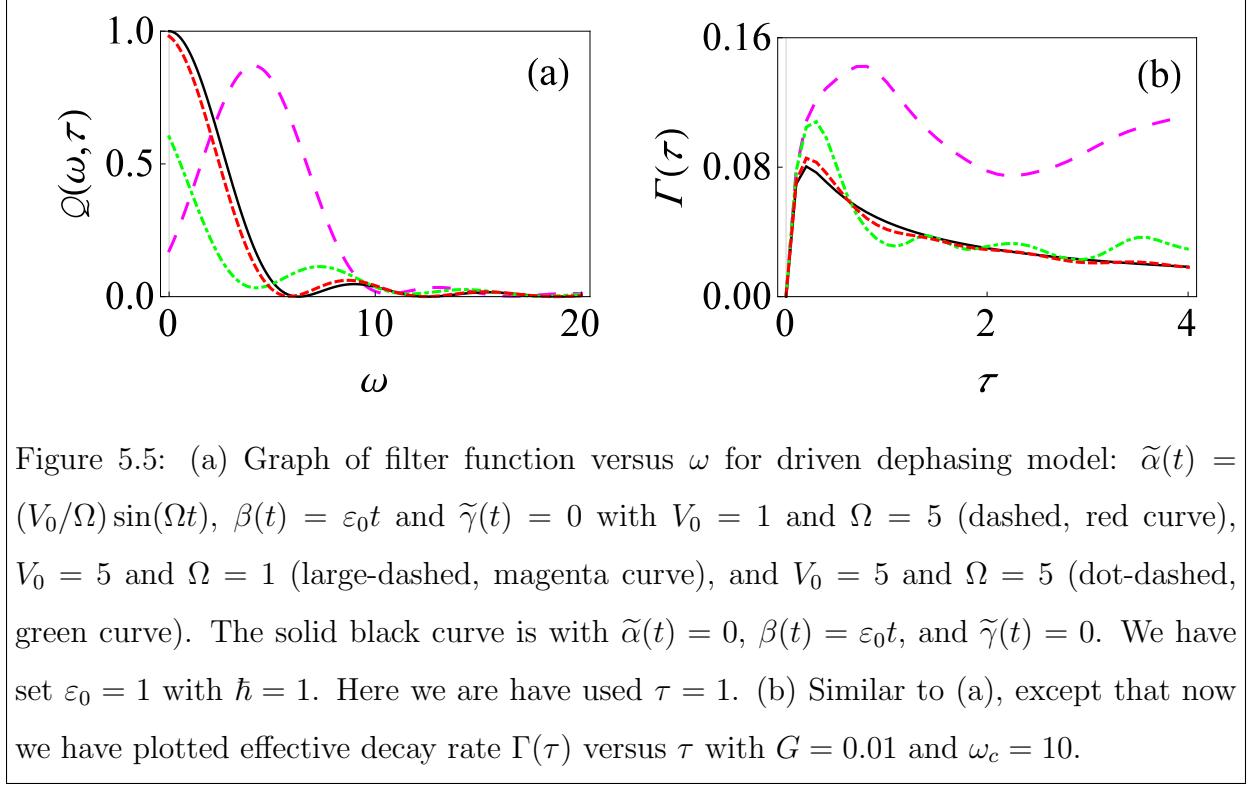 1.0
0.5
0.0
0
10
20
Q(ω,τ)
ω
(a)
0.16
0.08
0.00
0
2
4
Γ(τ)
τ
(b)
Figure 5.5: (a) Graph of filter function versus ω for driven dephasing model: α̃(t) =
(V₀/Ω) sin(Ωt), β(t) = ε₀t and γ̃(t) = 0 with V₀ = 1 and Ω = 5 (dashed, red curve),
V₀ = 5 and Ω = 1 (large-dashed, magenta curve), and V₀ = 5 and Ω = 5 (dot-dashed,
green curve). The solid black curve is with α̃(t) = 0, β(t) = ε₀t, and γ̃(t) = 0. We have
set ε₀ = 1 with ℏ = 1. Here we are have used τ = 1. (b) Similar to (a), except that now
we have plotted effective decay rate Γ(τ) versus τ with G = 0.01 and ω_c = 10.